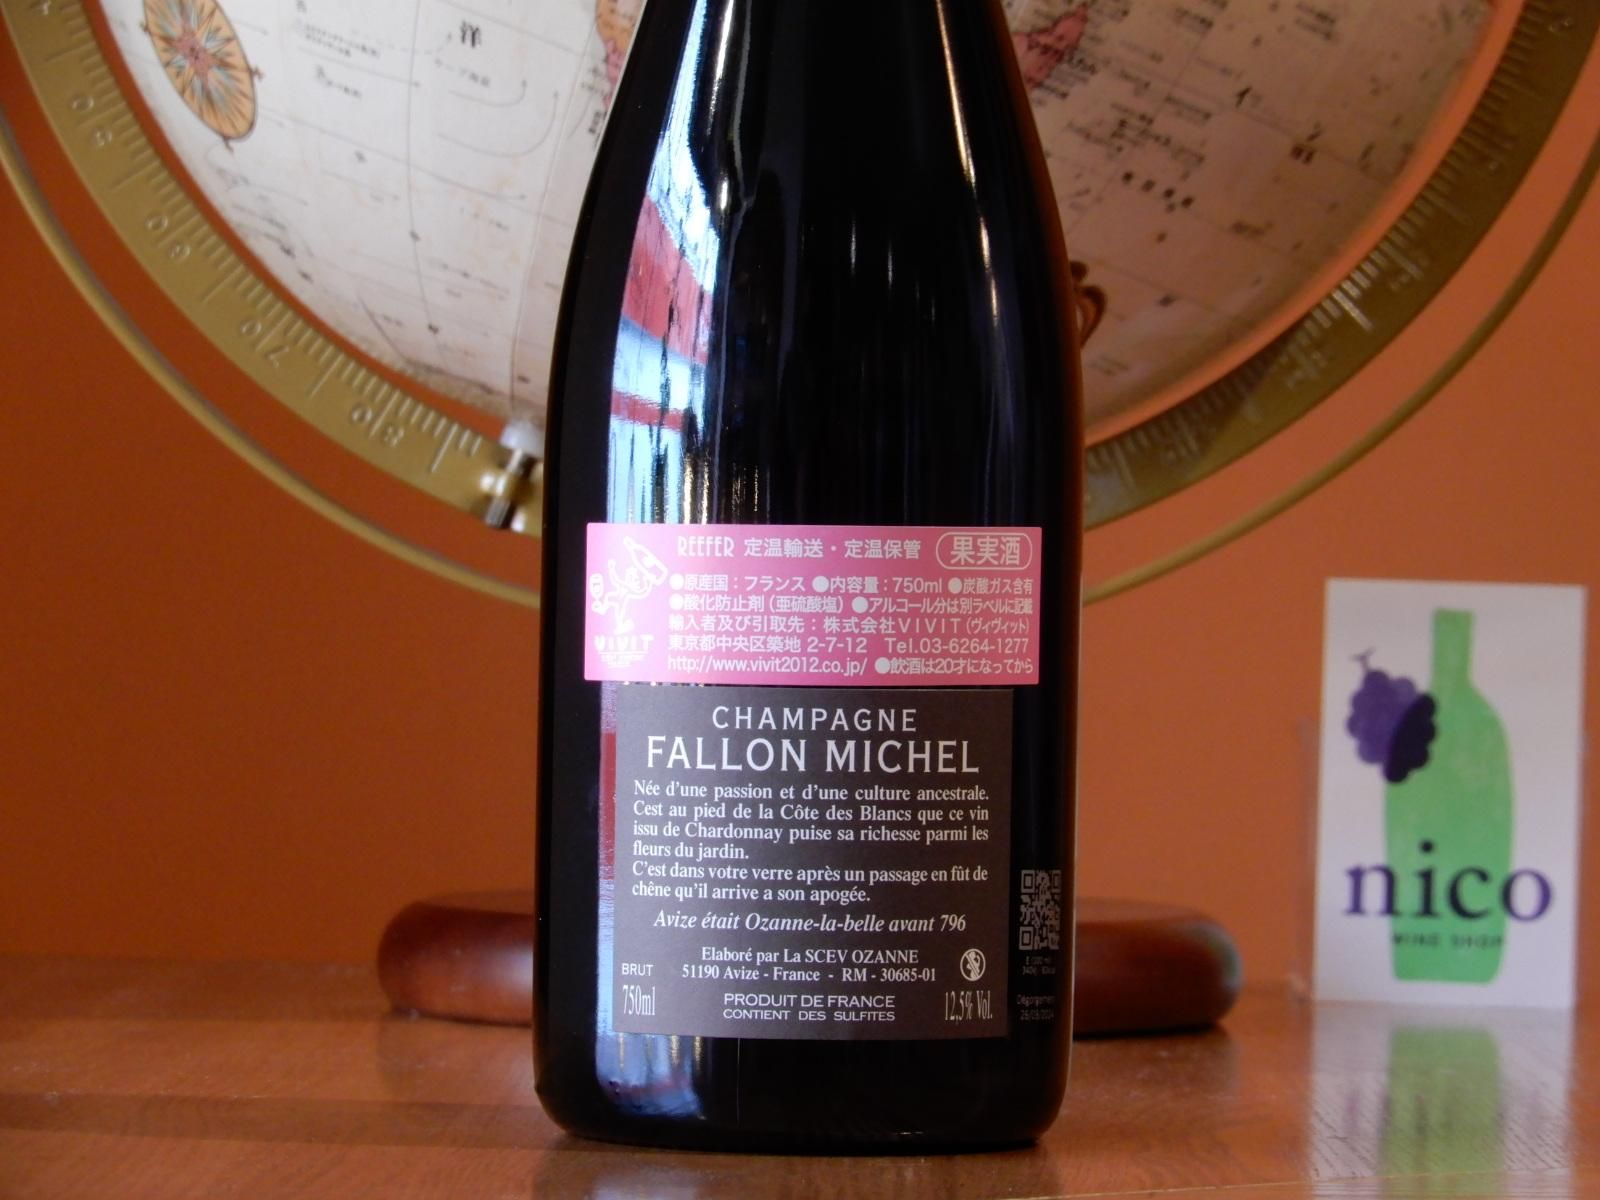 洋
REEFER 定温輸送・定温保管 果実酒
●原産国：フランス ●内容量：750ml ●炭酸ガス含有
●酸化防止剤（亜硫酸塩） ●アルコール分は別ラベルに記載
輸入者及び引取先：株式会社VIVIT（ヴィヴィット）
東京都中央区築地 2-7-12 Tel.03-6264-1277
http://www.vivit2012.co.jp/ ●飲酒は20才になってから
VIVIT
CHAMPAGNE
FALLON MICHEL
Née d'une passion et d'une culture ancestrale.
Cest au pied de la Côte des Blancs que ce vin
issu de Chardonnay puise sa richesse parmi les
fleurs du jardin.
C'est dans votre verre après un passage en fût de
chêne qu'il arrive a son apogée.
Avize était Ozanne-la-belle avant 796
Elaboré par La SCEV OZANNE
BRUT 51190 Avize - France - RM - 30685-01
750ml PRODUIT DE FRANCE 12,5% Vol.
CONTIENT DES SULFITES
Dégorgement
nico
WINE SHOP